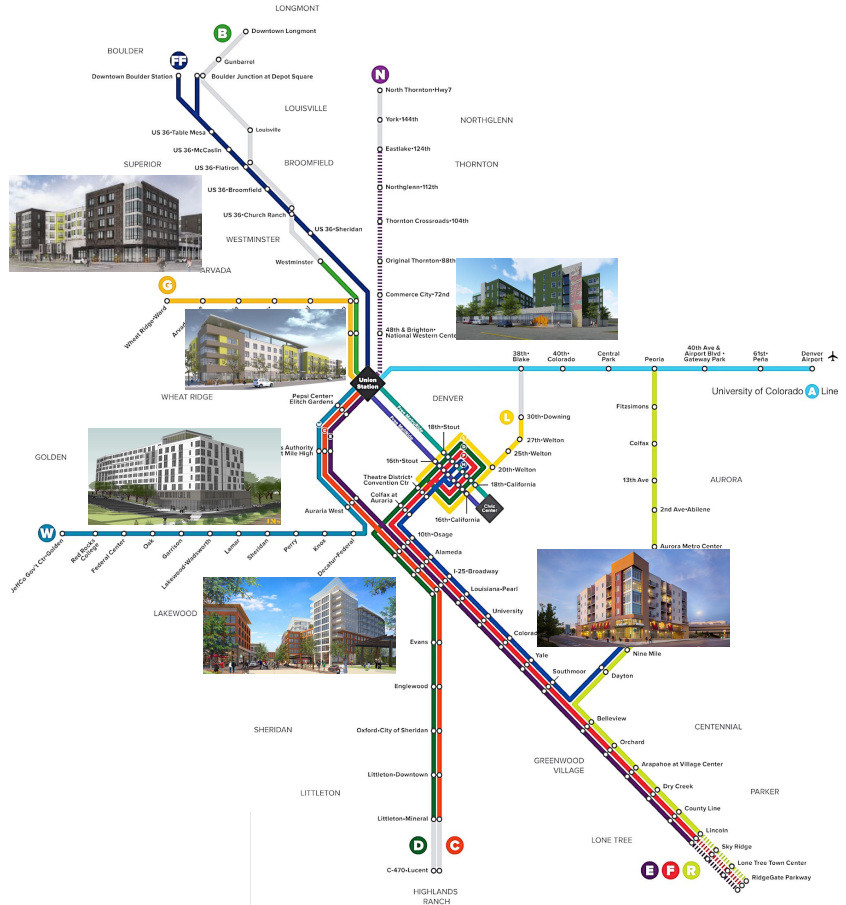 LONGMONT
B
Downtown Longmont
BOULDER
FF
Gunbarrel
Downtown Boulder Station
Boulder Junction at Depot Square
N
North Thornton•Hwy7
LOUISVILLE
York•144th
NORTHGLENN
US 36•Table Mesa
Louisville
US 36•McCaslin
Eastlake•124th
SUPERIOR
US 36•Flatiron
BROOMFIELD
THORNTON
US 36•Broomfield
Northglenn•112th
US 36•Church Ranch
Thornton Crossroads•104th
US 36•Sheridan
WESTMINSTER
Westminster
Original Thornton•88th
ARVADA
G
Commerce City•72nd
Wheat Ridge•Ward
48th & Brighton•
National Western Cente
38th•
Blake
40th•
Colorado
Central
Park
Peoria
40th Ave &
Airport Blvd •
Gateway Park
61st•
Peña
Denver
Airport
Union
Station
University of Colorado A Line
WHEAT RIDGE
Pepsi Center•
Elitch Gardens
DENVER
Free MetroRide
Free MallRide
L
30th•Downing
Fitzsimons
18th•Stout
27th•Welton
Colfax
GOLDEN
s Authority
t Mile High
16th•Stout
25th•Welton
20th•Welton
Theatre District•
Convention Ctr
18th•California
13th Ave
AURORA
Colfax at
Auraria
Civic
Center
Auraria West
16th•California
2nd Ave•Abilene
W
10th•Osage
JeffCo Gov't Ctr•Golden
Red Rocks
College
Federal Center
Oak
Garrison
Lakewood•Wadsworth
Lamar
Sheridan
Perry
Knox
Decatur•Federal
Aurora Metro Center
Alameda
I-25•Broadway
Louisiana•Pearl
LAKEWOOD
University
Evans
Colorad
Yale
Nine Mile
Southmoor
Dayton
Englewood
Belleview
SHERIDAN
Oxford•City of Sheridan
CENTENNIAL
Orchard
GREENWOOD
VILLAGE
Arapahoe at Village Center
Littleton•Downtown
Dry Creek
LITTLETON
PARKER
County Line
Littleton•Mineral
Lincoln
LONE TREE
D
C
Sky Ridge
Lone Tree Town Center
E
F
R
C-470•Lucent
RidgeGate Parkway
HIGHLANDS
RANCH